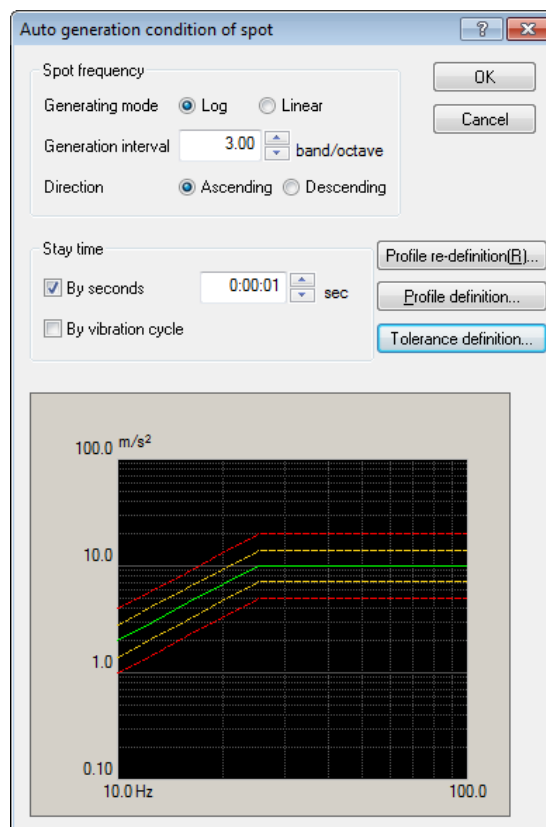 Auto generation condition of spot
Spot frequency
OK
Generating mode Log Linear
Cancel
Generation interval 3.00 band/octave
Direction Ascending Descending
Stay time
Profile re-definition(R)...
By seconds 0:00:01 sec
Profile definition...
By vibration cycle
Tolerance definition...
100.0 m/s²
10.0
1.0
0.10
10.0 Hz 100.0